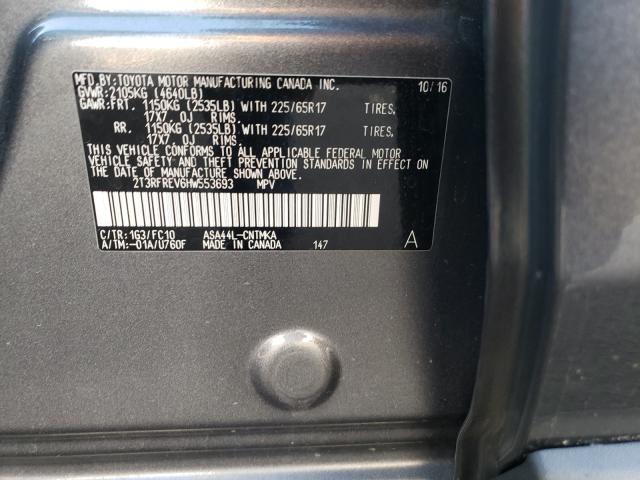 MFD.BY:TOYOTA MOTOR MANUFACTURING CANADA INC.
GVWR:2105KG (4640LB) 10/16
GAWR:FRT. 1150KG (2535LB) WITH 225/65R17 TIRES,
17X7 0J RIMS.
RR. 1150KG (2535LB) WITH 225/65R17 TIRES,
17X7 0J RIMS.
THIS VEHICLE CONFORMS TO ALL APPLICABLE FEDERAL MOTOR
VEHICLE SAFETY AND THEFT PREVENTION STANDARDS IN EFFECT
ON THE DATE OF MANUFACTURE SHOWN ABOVE.
2T3RFREV6HW553693 MPV
C/TR:1G3/FC10 ASA44L-CNTMKA
A/TM:-01A/U760F MADE IN CANADA 147 A